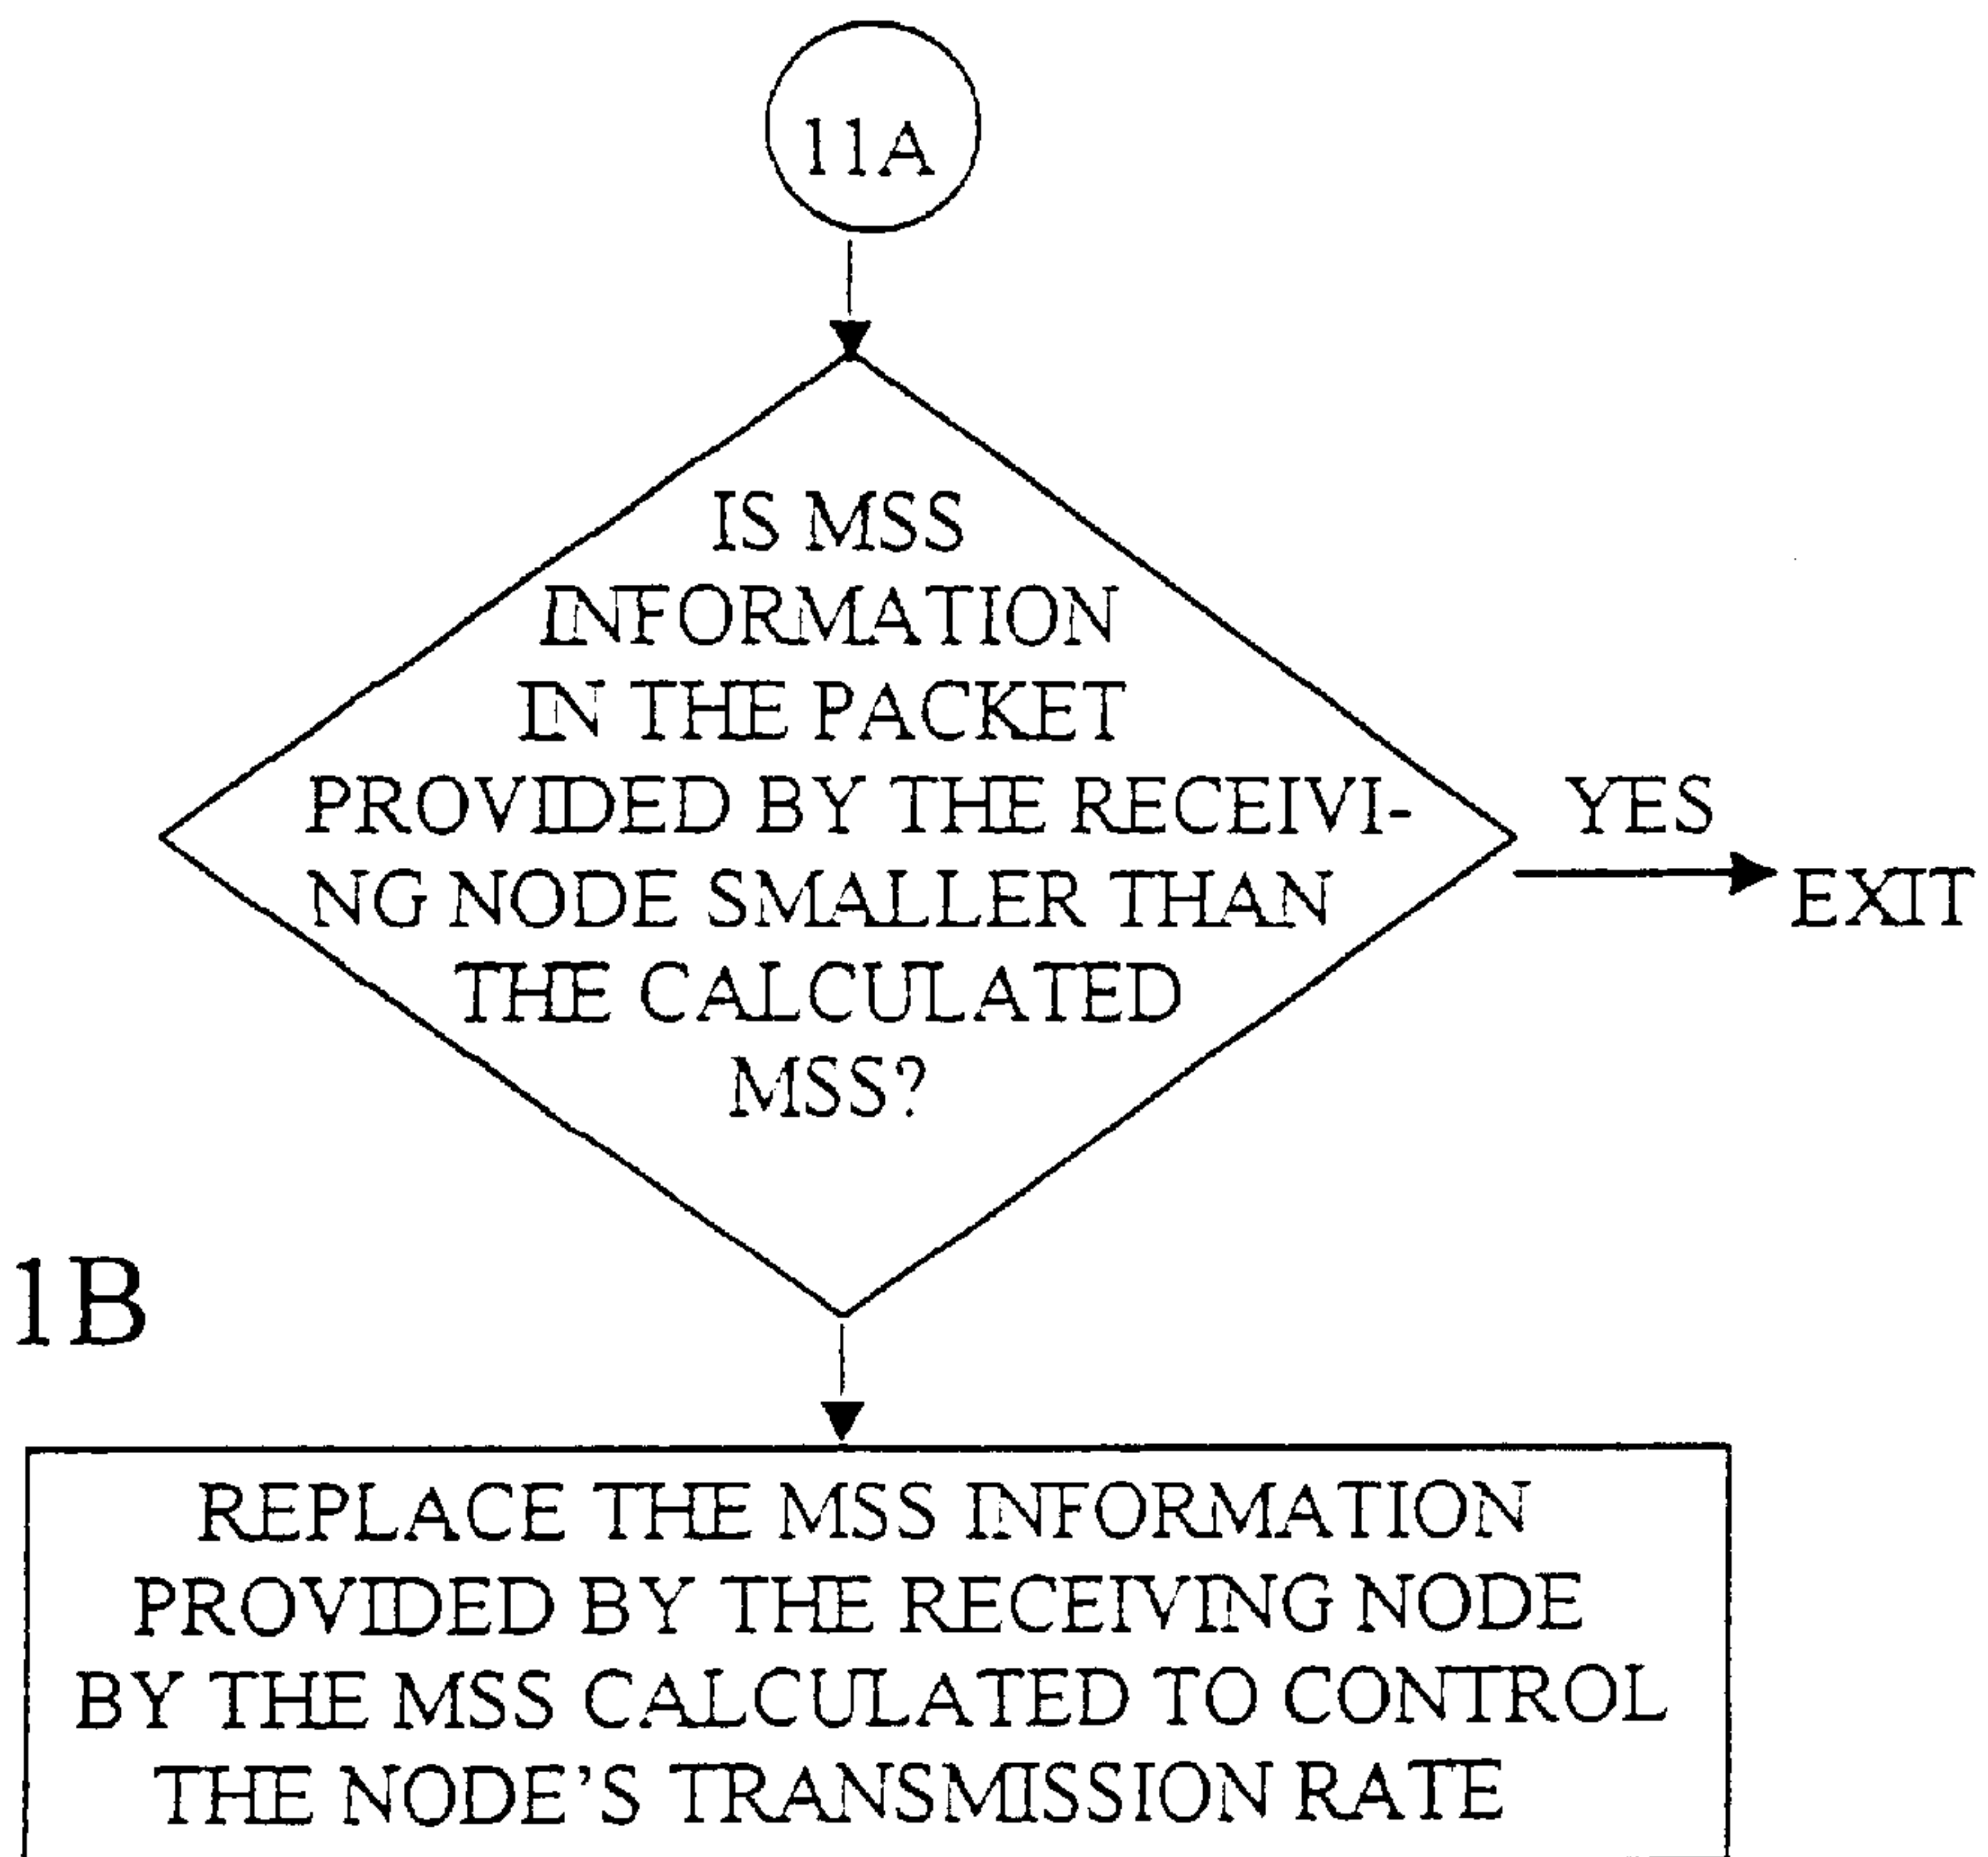 11A
IS MSS
INFORMATION
IN THE PACKET
PROVIDED BY THE RECEIVI-
NG NODE SMALLER THAN
THE CALCULATED
MSS?
YES
EXIT
1B
REPLACE THE MSS INFORMATION
PROVIDED BY THE RECEIVING NODE
BY THE MSS CALCULATED TO CONTROL
THE NODE'S TRANSMISSION RATE